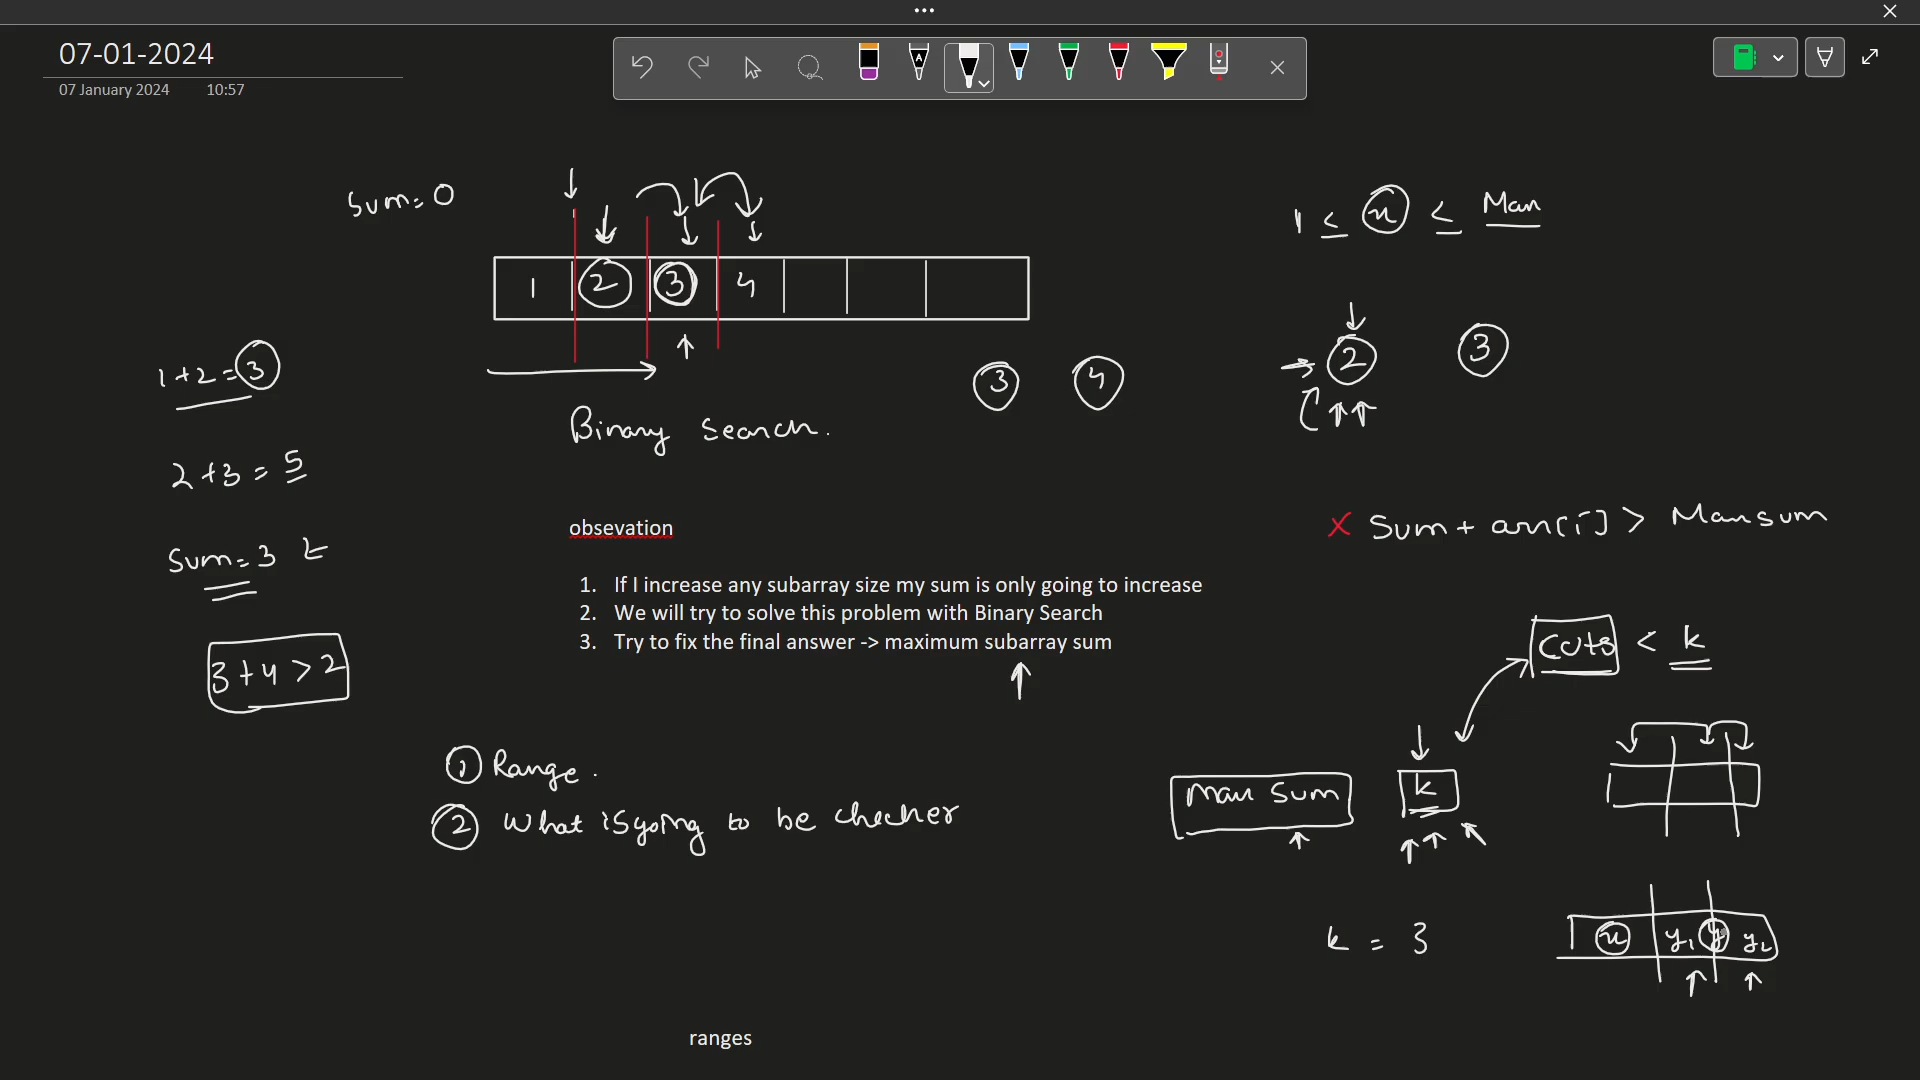 07-01-2024
07 January 2024 10:57
A
Sum = 0
1 2 3 4
1 ≤ x ≤ Max
1+2 = 3
2+3 = 5
Sum = 3
3+4 > 2
3 4
2 3
Binary Search.
obsevation
1. If I increase any subarray size my sum is only going to increase
2. We will try to solve this problem with Binary Search
3. Try to fix the final answer -> maximum subarray sum
X Sum + arr[i] > Maxsum
Cuts < k
1 Range.
2 What is going to be checker
Max Sum
k
k = 3
x y1 y y2
ranges